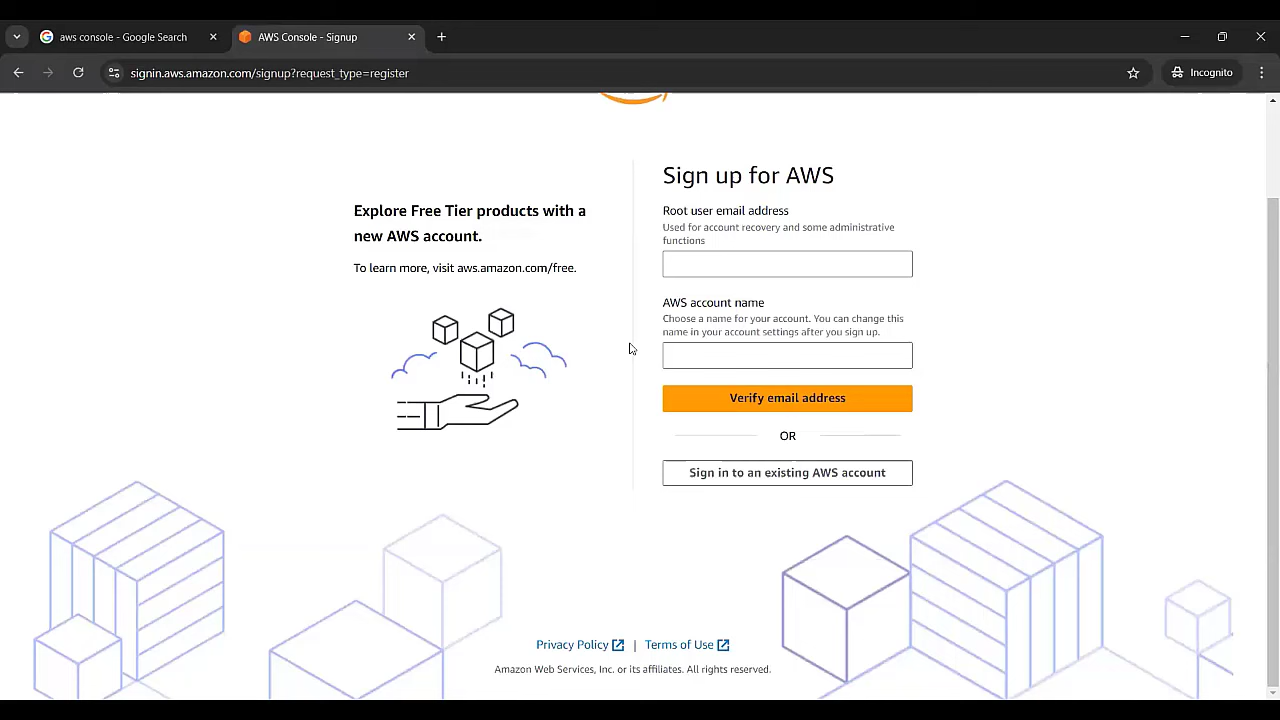 aws console - Google Search
AWS Console - Signup
signin.aws.amazon.com/signup?request_type=register
Incognito
Explore Free Tier products with a
new AWS account.
To learn more, visit aws.amazon.com/free.
Sign up for AWS
Root user email address
Used for account recovery and some administrative
functions
AWS account name
Choose a name for your account. You can change this
name in your account settings after you sign up.
Verify email address
OR
Sign in to an existing AWS account
Privacy Policy | Terms of Use
Amazon Web Services, Inc. or its affiliates. All rights reserved.